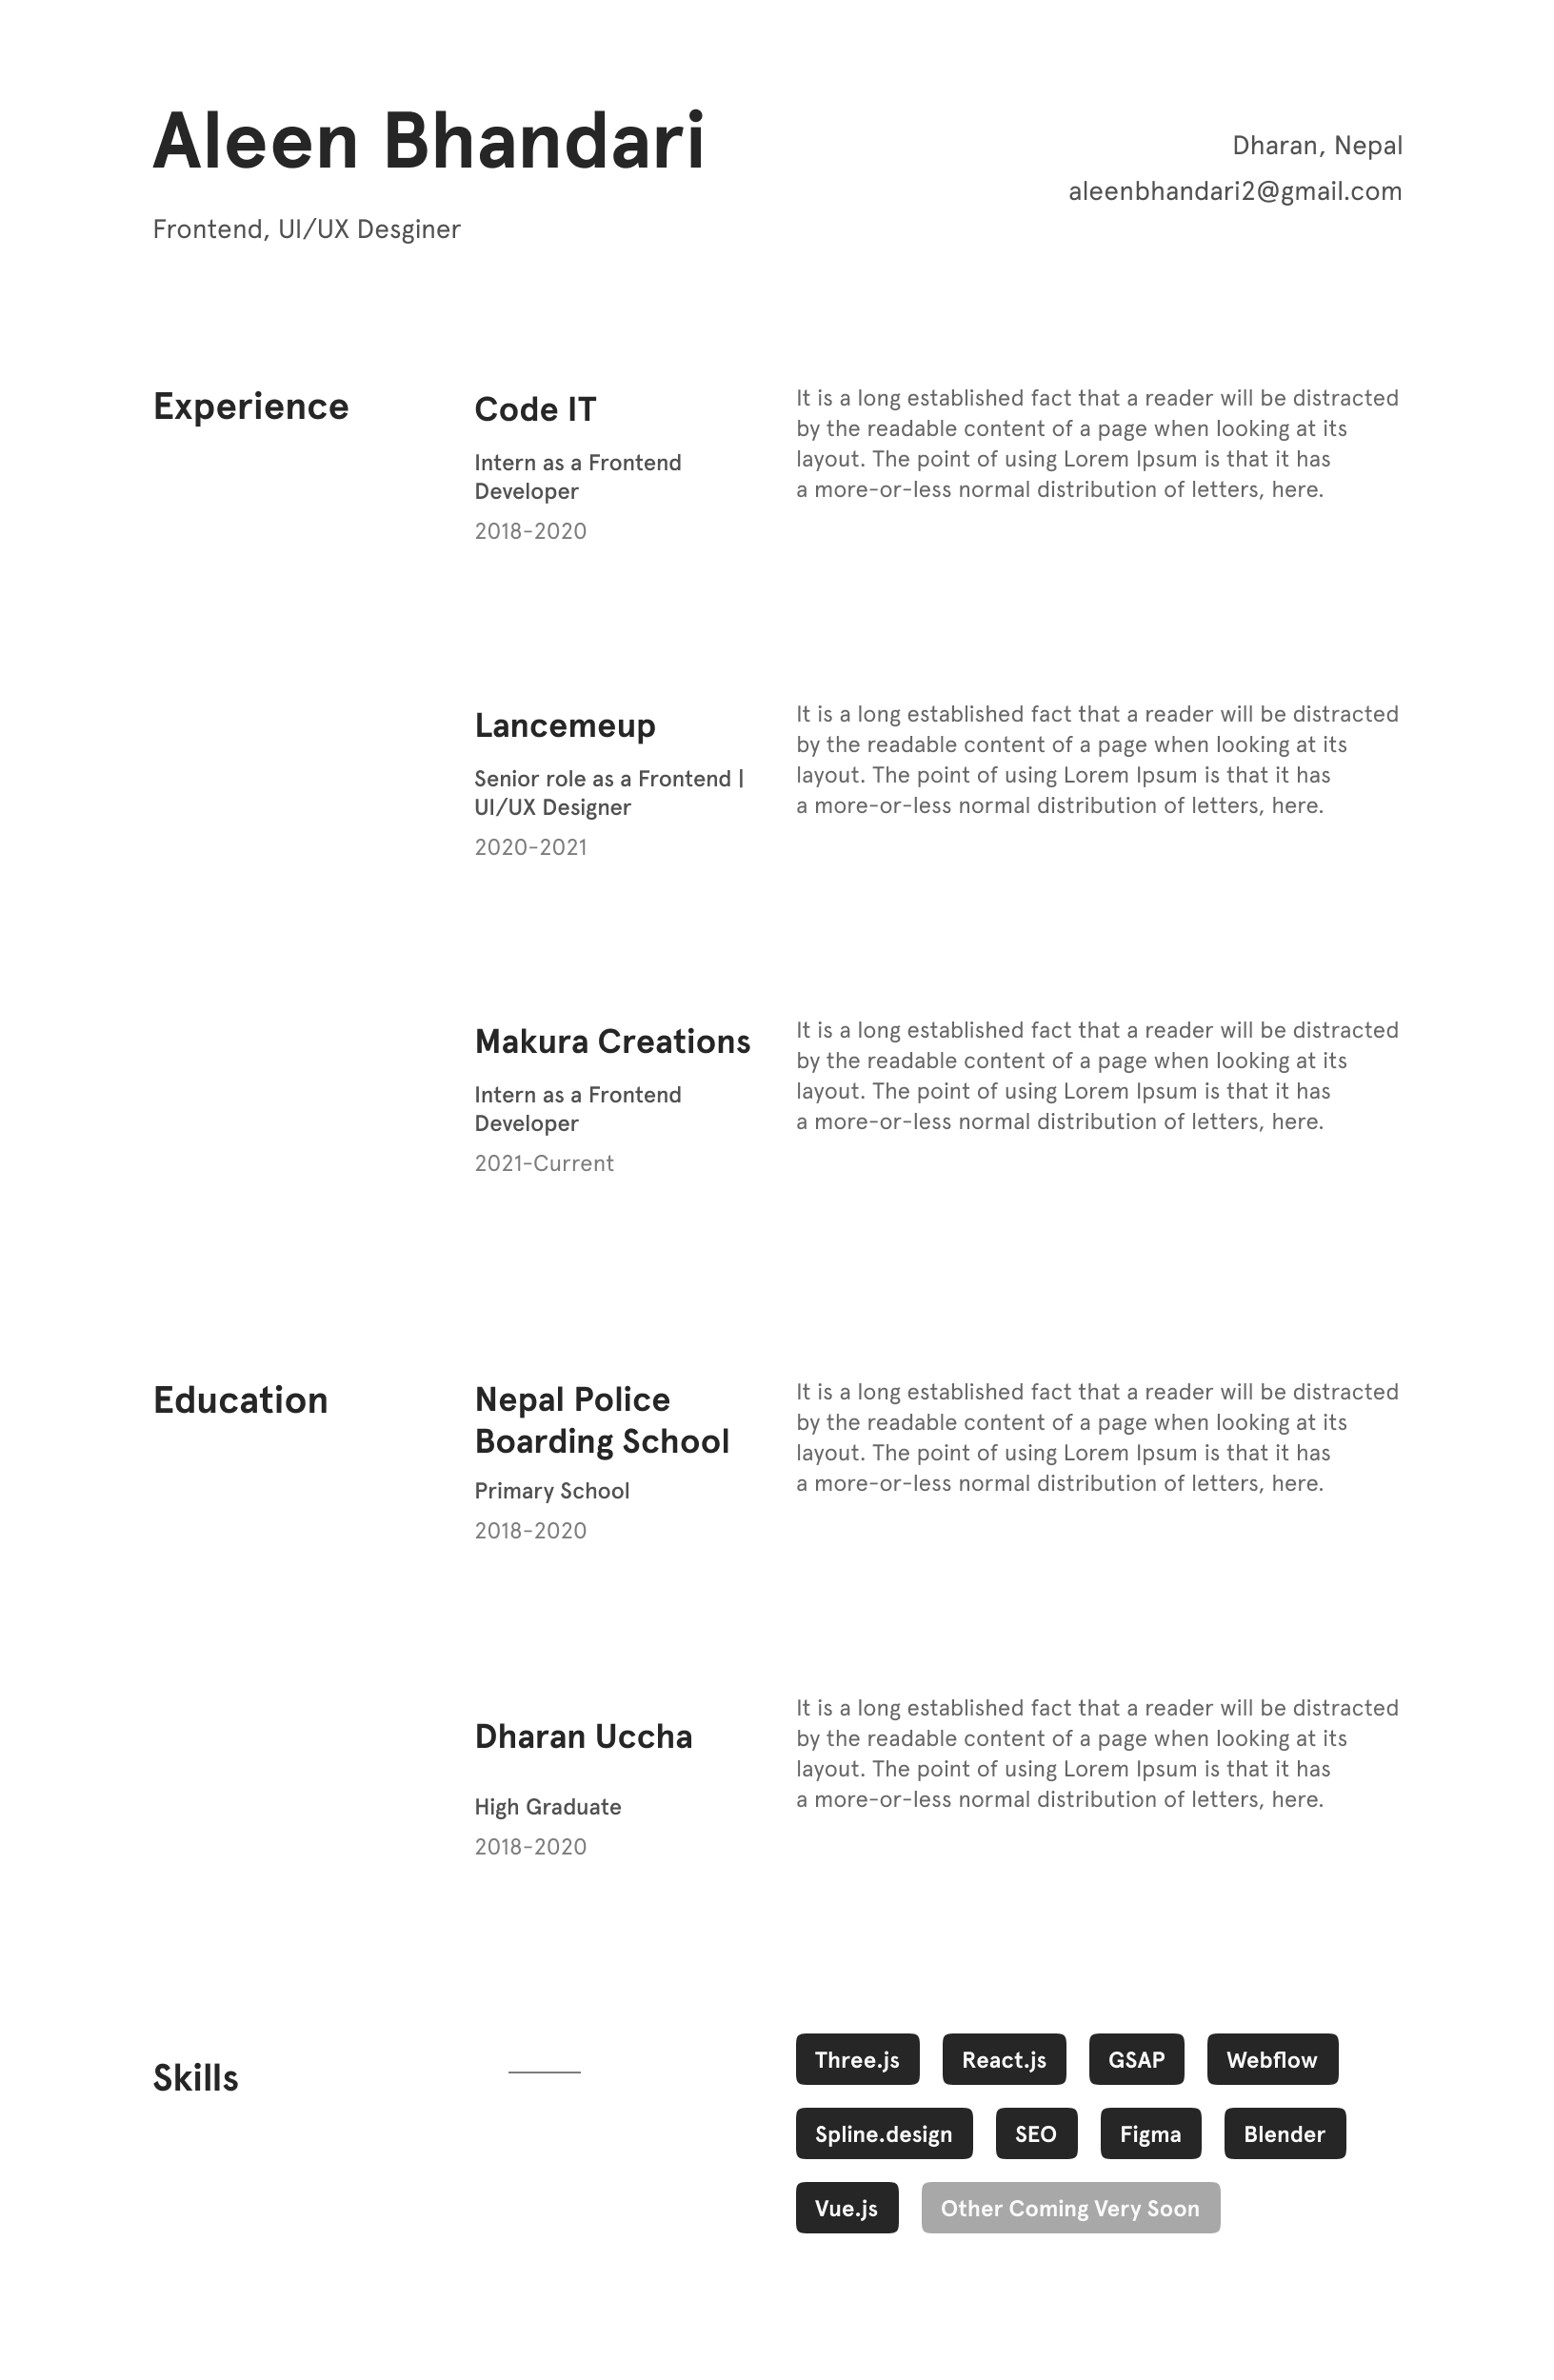 Aleen Bhandari
Frontend, UI/UX Desginer
Dharan, Nepal
aleenbhandari2@gmail.com
Experience
Code IT
Intern as a Frontend
Developer
2018-2020
It is a long established fact that a reader will be distracted
by the readable content of a page when looking at its
layout. The point of using Lorem Ipsum is that it has
a more-or-less normal distribution of letters, here.
Lancemeup
Senior role as a Frontend |
UI/UX Designer
2020-2021
It is a long established fact that a reader will be distracted
by the readable content of a page when looking at its
layout. The point of using Lorem Ipsum is that it has
a more-or-less normal distribution of letters, here.
Makura Creations
Intern as a Frontend
Developer
2021-Current
It is a long established fact that a reader will be distracted
by the readable content of a page when looking at its
layout. The point of using Lorem Ipsum is that it has
a more-or-less normal distribution of letters, here.
Education
Nepal Police
Boarding School
Primary School
2018-2020
It is a long established fact that a reader will be distracted
by the readable content of a page when looking at its
layout. The point of using Lorem Ipsum is that it has
a more-or-less normal distribution of letters, here.
Dharan Uccha
High Graduate
2018-2020
It is a long established fact that a reader will be distracted
by the readable content of a page when looking at its
layout. The point of using Lorem Ipsum is that it has
a more-or-less normal distribution of letters, here.
Skills
Three.js React.js GSAP Webflow
Spline.design SEO Figma Blender
Vue.js Other Coming Very Soon